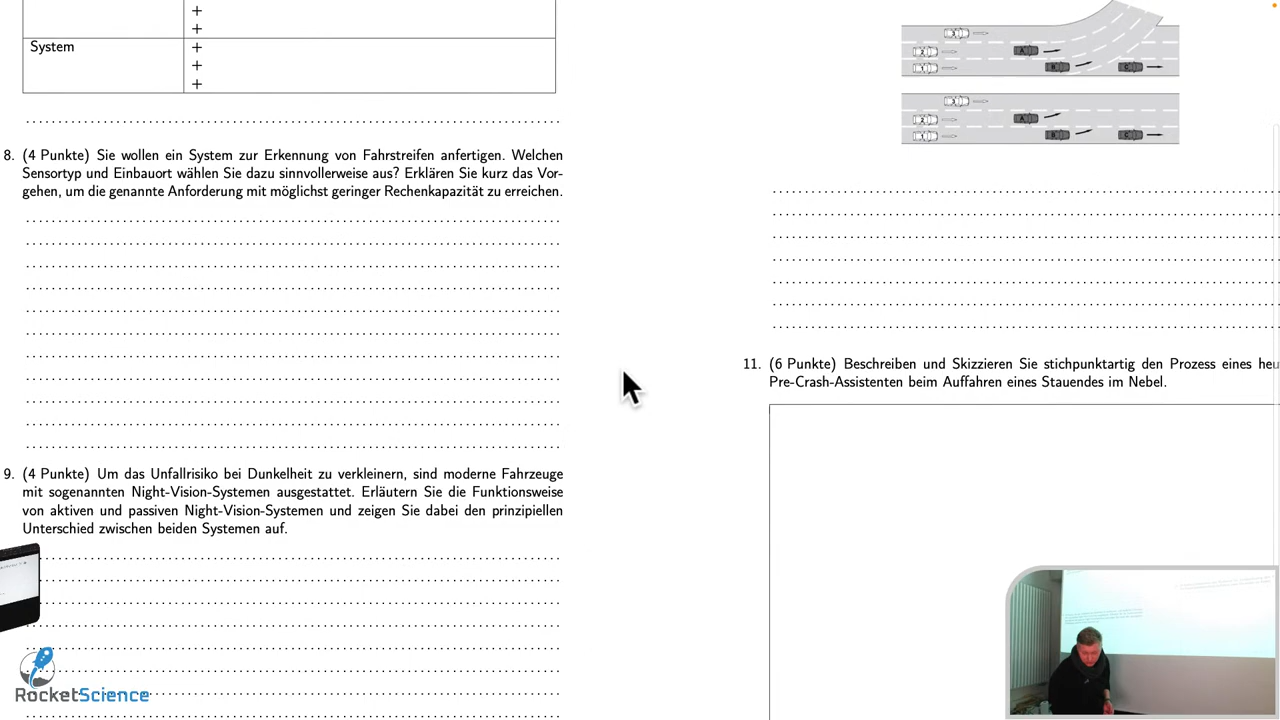 +
+
System
+
+
+
8. (4 Punkte) Sie wollen ein System zur Erkennung von Fahrstreifen anfertigen. Welchen
Sensortyp und Einbauort wählen Sie dazu sinnvollerweise aus? Erklären Sie kurz das Vor-
gehen, um die genannte Anforderung mit möglichst geringer Rechenkapazität zu erreichen.
9. (4 Punkte) Um das Unfallrisiko bei Dunkelheit zu verkleinern, sind moderne Fahrzeuge
mit sogenannten Night-Vision-Systemen ausgestattet. Erläutern Sie die Funktionsweise
von aktiven und passiven Night-Vision-Systemen und zeigen Sie dabei den prinzipiellen
Unterschied zwischen beiden Systemen auf.
RocketScience
11. (6 Punkte) Beschreiben und Skizzieren Sie stichpunktartig den Prozess eines
Pre-Crash-Assistenten beim Auffahren eines Stauendes im Nebel.